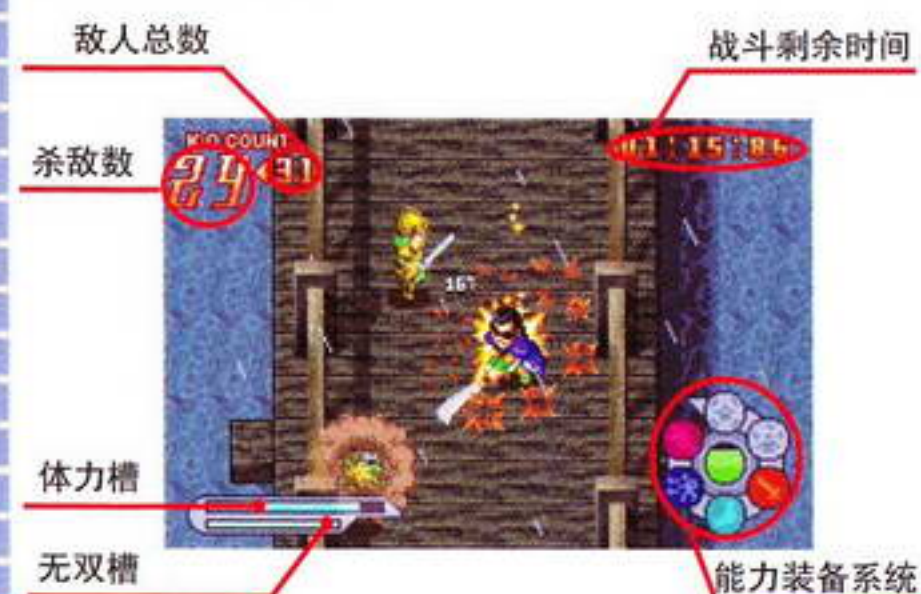 敌人总数
战斗剩余时间
K.O COUNT
杀敌数
24
31
01:15:86
167
体力槽
无双槽
能力装备系统